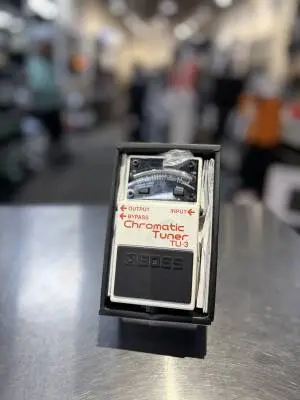 OUTPUT
BYPASS
INPUT
Chromatic
Tuner
TU-3
BOSS